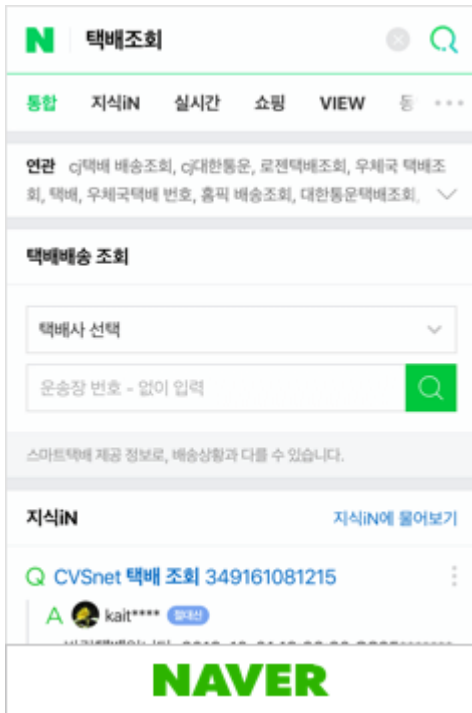 N 택배조회
통합 지식iN 실시간 쇼핑 VIEW
연관 cj택배 배송조회, cj대한통운, 로젠택배조회, 우체국 택배조
회, 택배, 우체국택배 번호, 홈픽 배송조회, 대한통운택배조회,
택배배송 조회
택배사 선택
운송장 번호 - 없이 입력
스마트택배 제공 정보로, 배송상황과 다를 수 있습니다.
지식iN 지식iN에 물어보기
Q CVSnet 택배 조회 349161081215
A kait**** 절대신
NAVER